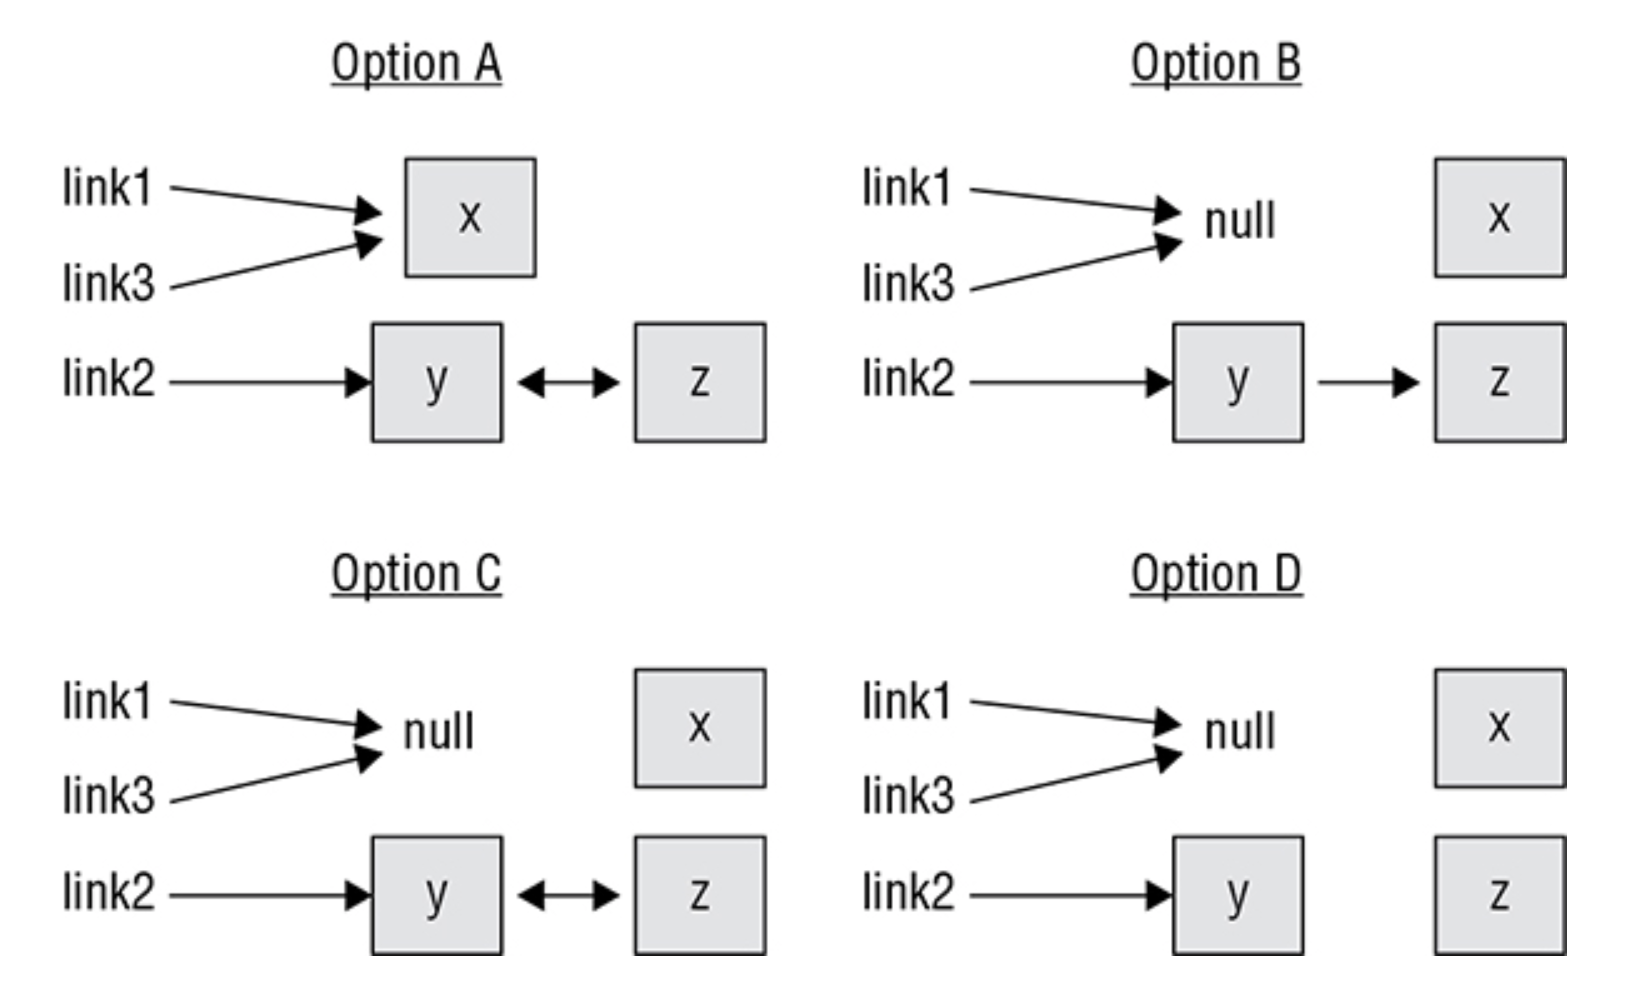 Option A
link1
x
link3
link2
y
z
Option B
link1
null
x
link3
link2
y
z
Option C
link1
null
x
link3
link2
y
z
Option D
link1
null
x
link3
link2
y
z